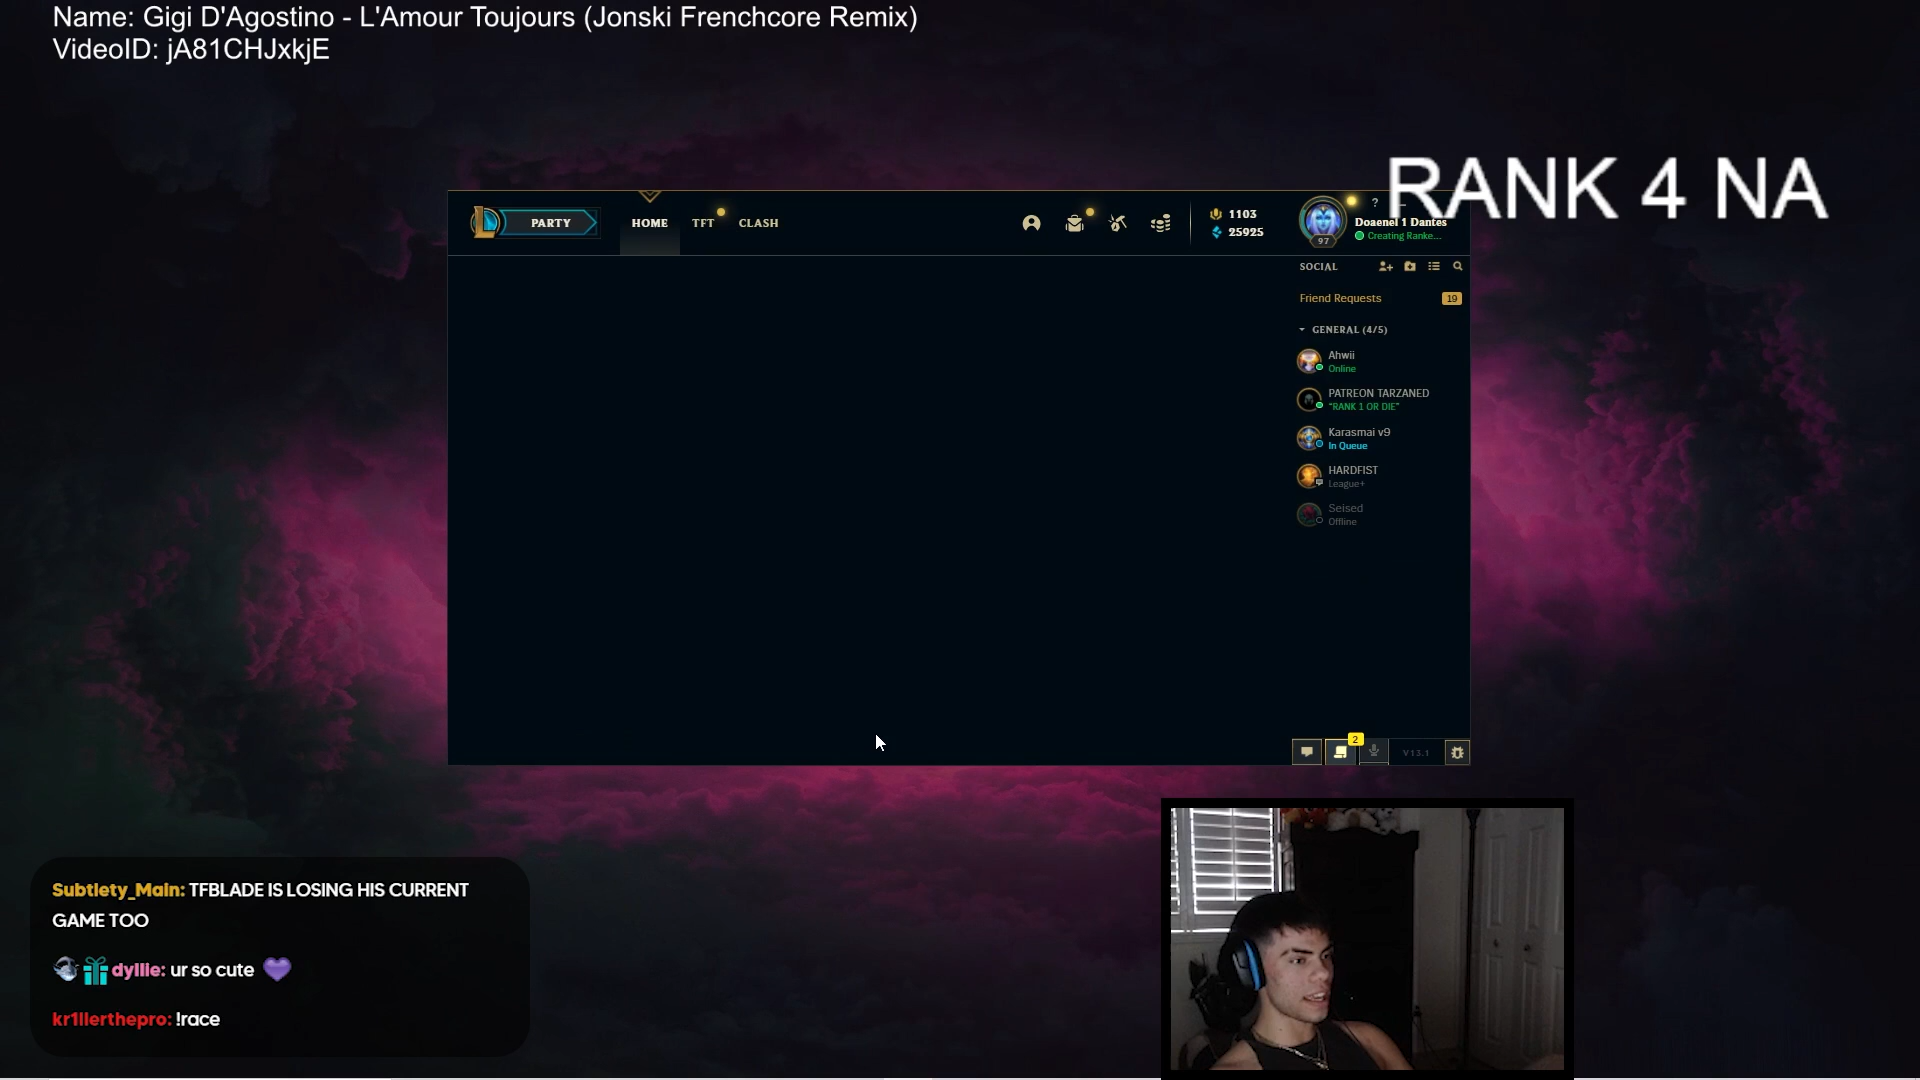 Name: Gigi D'Agostino - L'Amour Toujours (Jonski Frenchcore Remix)
VideoID: jA81CHJxkjE
RANK 4 NA
PARTY
HOME
TFT
CLASH
1103
25925
97
?
Doaenel 1 Dantes
Creating Ranke...
SOCIAL
Friend Requests
19
GENERAL (4/5)
Ahwii
Online
PATREON TARZANED
"RANK 1 OR DIE"
Karasmai v9
In Queue
HARDFIST
League+
Seised
Offline
2
V13.1
Subtlety_Main: TFBLADE IS LOSING HIS CURRENT
GAME TOO
dyllie: ur so cute
kr1llerthepro: !race